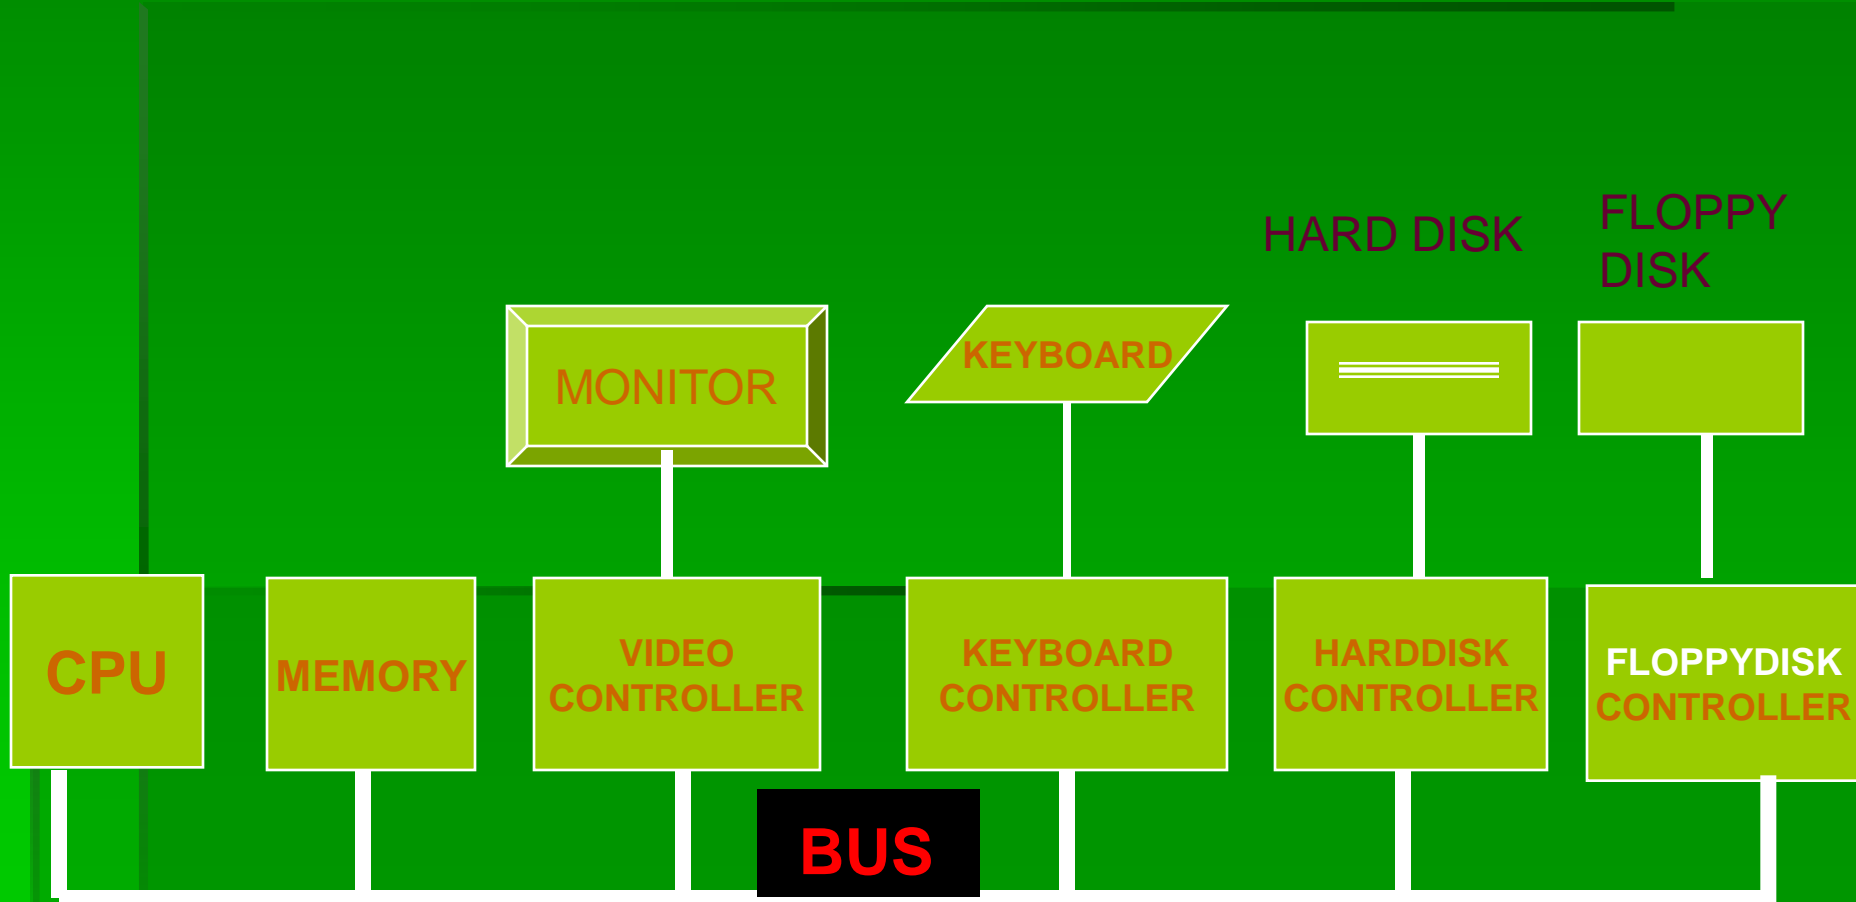 HARD DISK
FLOPPY
DISK
MONITOR
KEYBOARD
CPU
MEMORY
VIDEO
CONTROLLER
KEYBOARD
CONTROLLER
HARDDISK
CONTROLLER
FLOPPYDISK
CONTROLLER
BUS